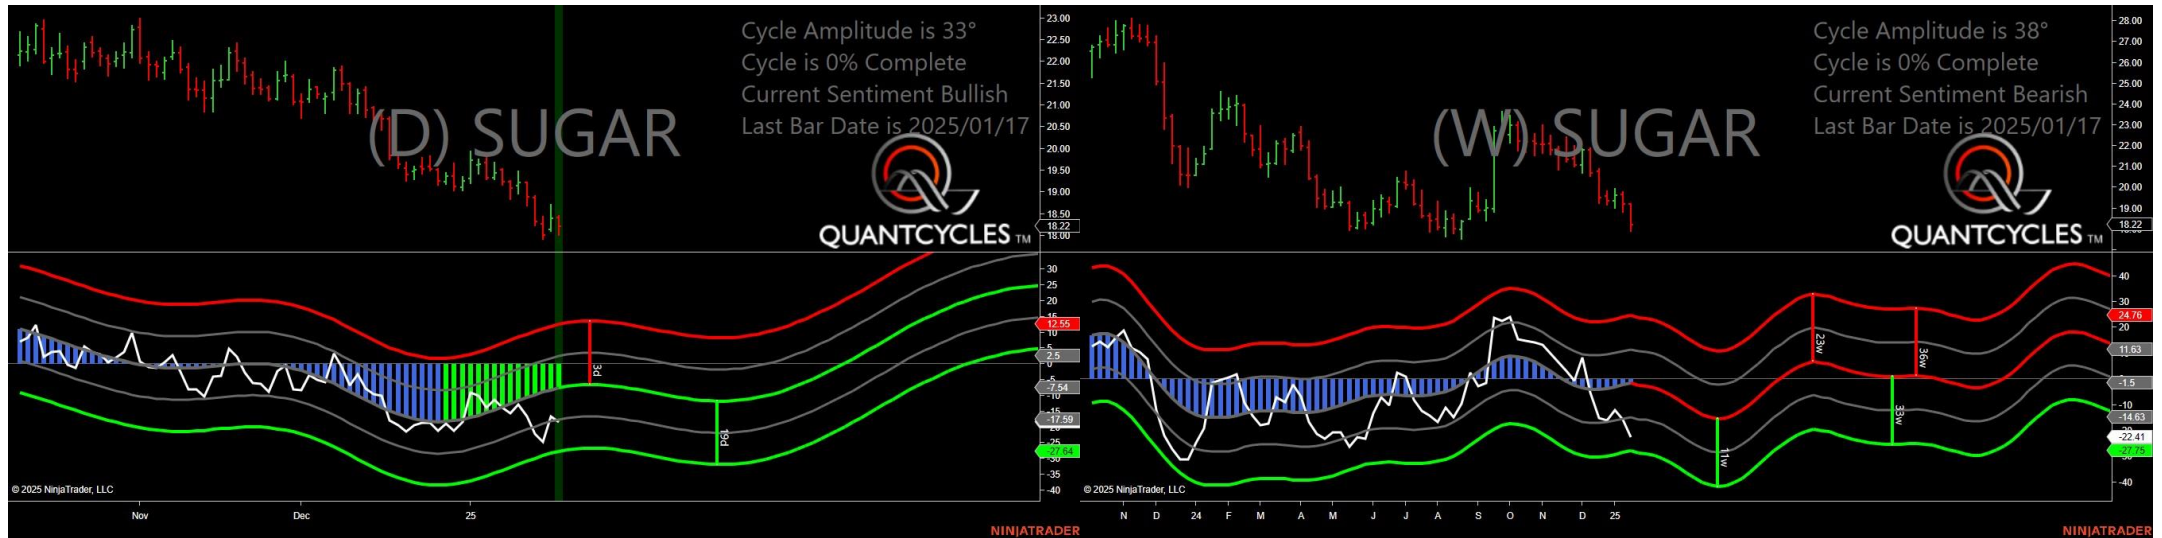 Cycle Amplitude is 33°
Cycle is 0% Complete
Current Sentiment Bullish
Last Bar Date is 2025/01/17
(D) SUGAR
QUANTCYCLES TM
23.00
22.50
22.00
21.50
21.00
20.50
20.00
19.50
19.00
18.50
18.22
18.00
30
25
20
15
12.55
10
2.5
-5
-7.54
-10
-15
-17.59
-25
-27.64
-30
-35
-40
3d
19d
© 2025 NinjaTrader, LLC
Nov
Dec
25
NINJATRADER
Cycle Amplitude is 38°
Cycle is 0% Complete
Current Sentiment Bearish
Last Bar Date is 2025/01/17
(W) SUGAR
QUANTCYCLES TM
28.00
27.00
26.00
25.00
24.00
23.00
22.00
21.00
20.00
19.00
18.22
40
30
24.76
20
11.63
-1.5
-10
-14.63
-22.41
-27.75
-40
11w
23w
33w
36w
© 2025 NinjaTrader, LLC
N D 24 F M A M J J A S O N D 25
NINJATRADER